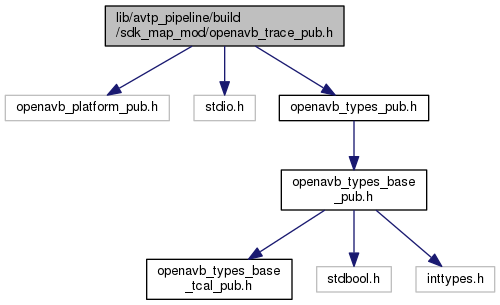 lib/avtp_pipeline/build
/sdk_map_mod/openavb_trace_pub.h
openavb_platform_pub.h
stdio.h
openavb_types_pub.h
openavb_types_base
_pub.h
openavb_types_base
_tcal_pub.h
stdbool.h
inttypes.h